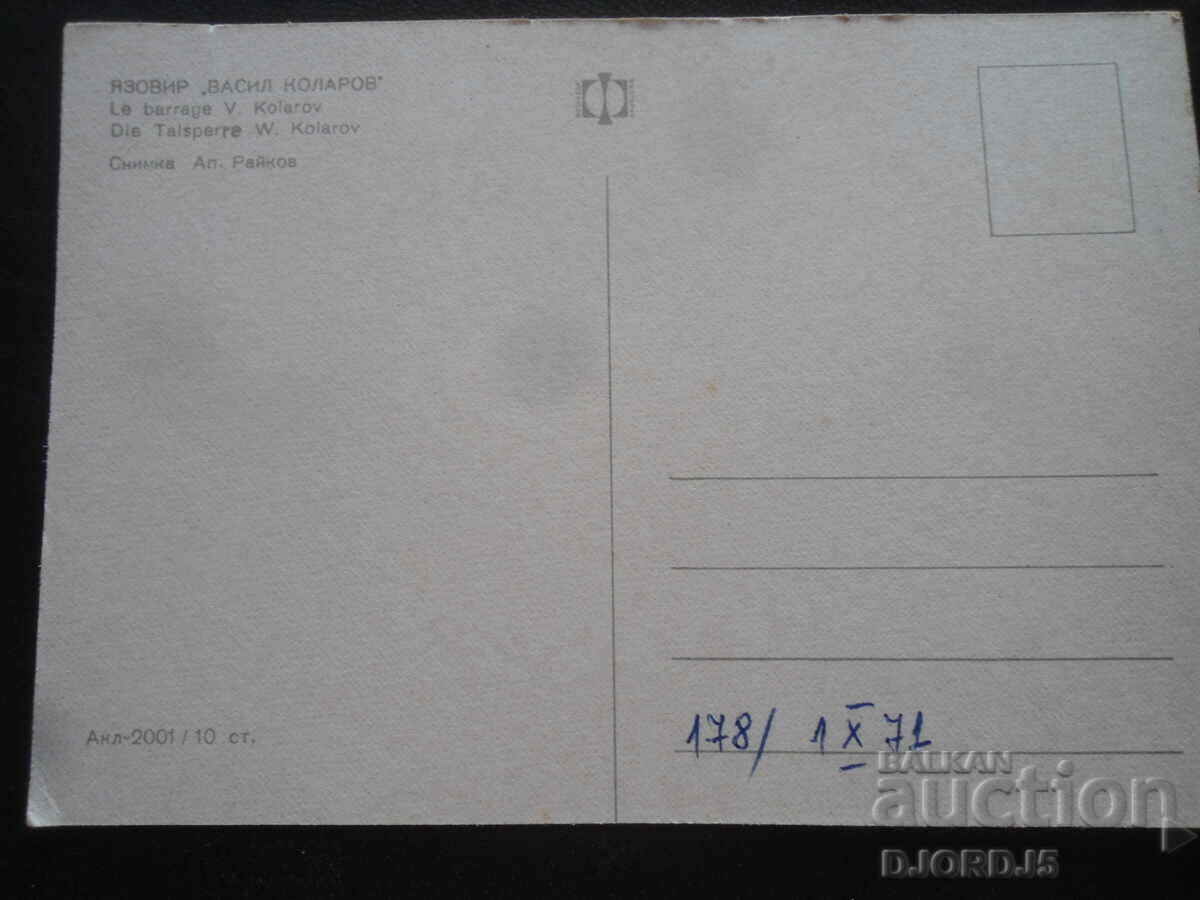 ЯЗОВИР „ВАСИЛ КОЛАРОВ"
Le barrage V. Kolarov
Die Talsperre W. Kolarov
Снимка Ап. Райков
Акл-2001 / 10 ст.
178/ 1 X 71
BALKAN
auction
DJORDJ5